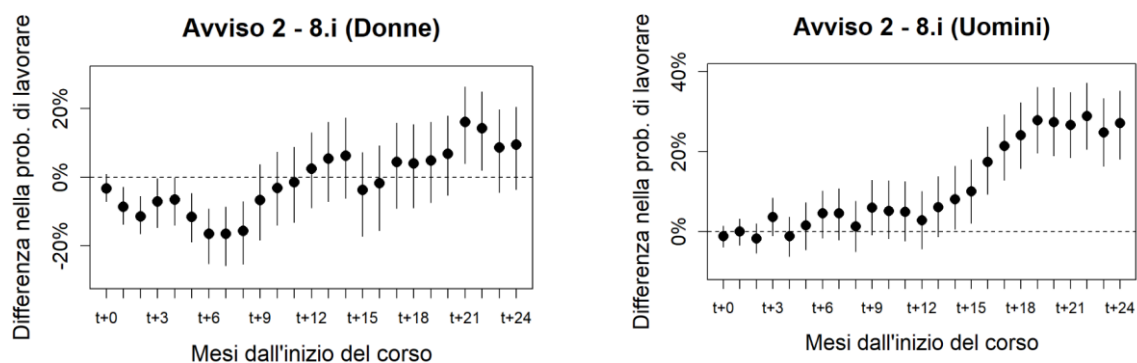 Avviso 2 - 8.i (Donne)
Differenza nella prob. di lavorare
20%
0%
-20%
t+0 t+3 t+6 t+9 t+12 t+15 t+18 t+21 t+24
Mesi dall'inizio del corso
Avviso 2 - 8.i (Uomini)
Differenza nella prob. di lavorare
40%
20%
0%
t+0 t+3 t+6 t+9 t+12 t+15 t+18 t+21 t+24
Mesi dall'inizio del corso